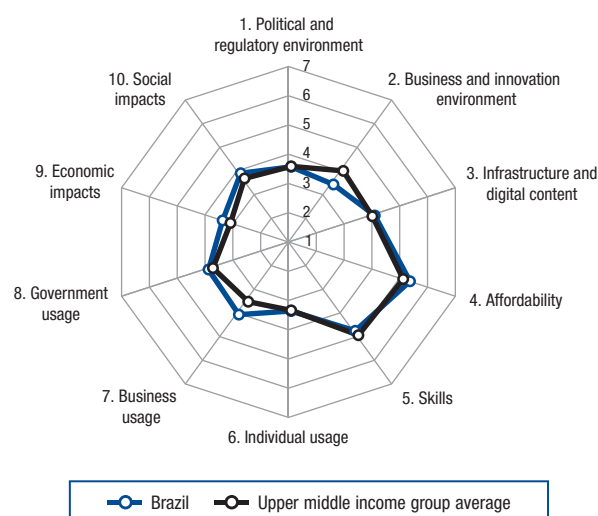 1. Political and
regulatory environment
2. Business and innovation
environment
3. Infrastructure and
digital content
4. Affordability
5. Skills
6. Individual usage
7. Business
usage
8. Government
usage
9. Economic
impacts
10. Social
impacts
7
6
5
4
3
2
1
Brazil
Upper middle income group average